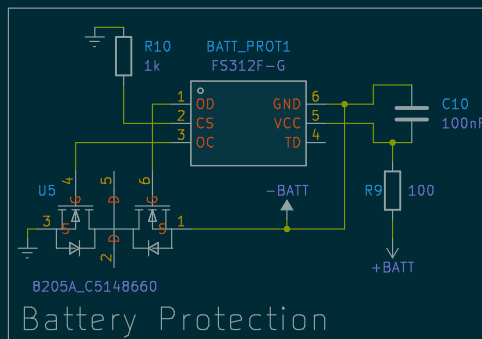 R10
1k
BATT_PROT1
FS312F-G
1 OD
2 CS
3 OC
GND 6
VCC 5
TD 4
C10
100nF
U5
4
5
6
G
D
G
3
S
D
S
1
2
-BATT
R9
100
+BATT
8205A_C5148660
Battery Protection